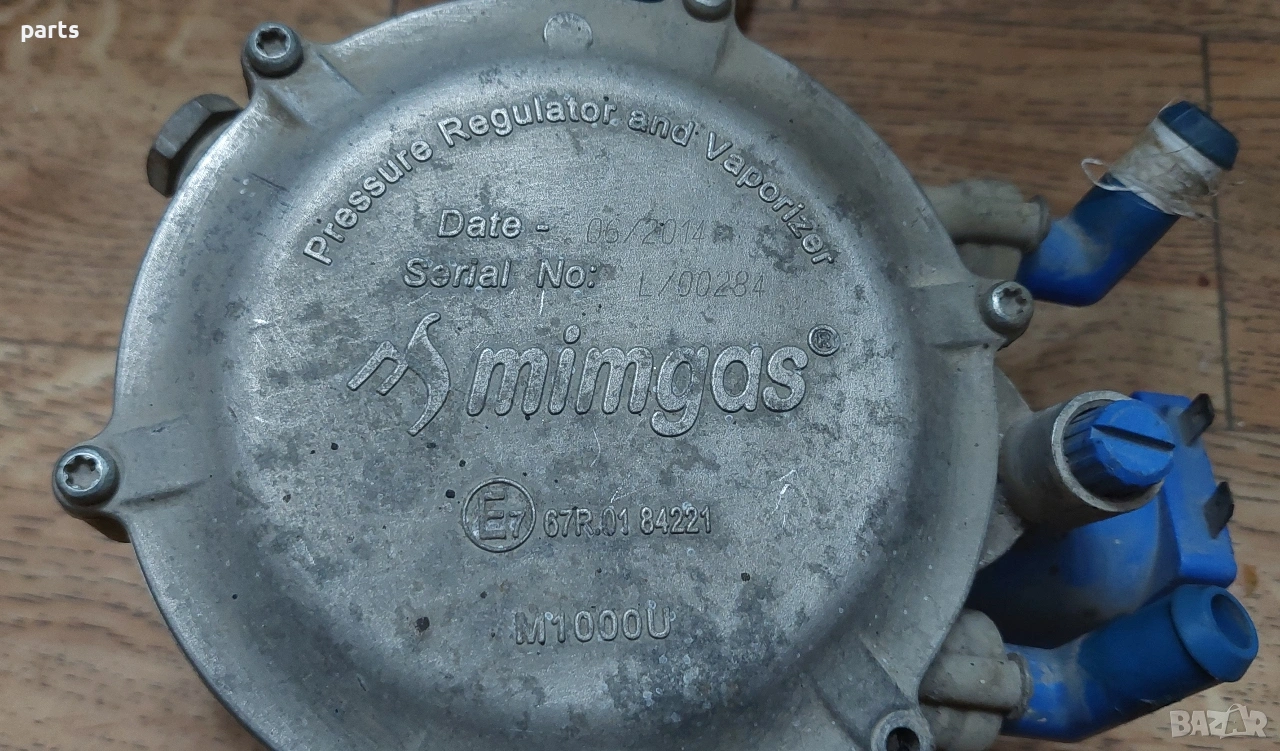 parts
Pressure Regulator and Vaporizer
Date - 06/2014
Serial No: L/00284
mimgas®
E7 67R.01 84221
M1000U
BAZAR